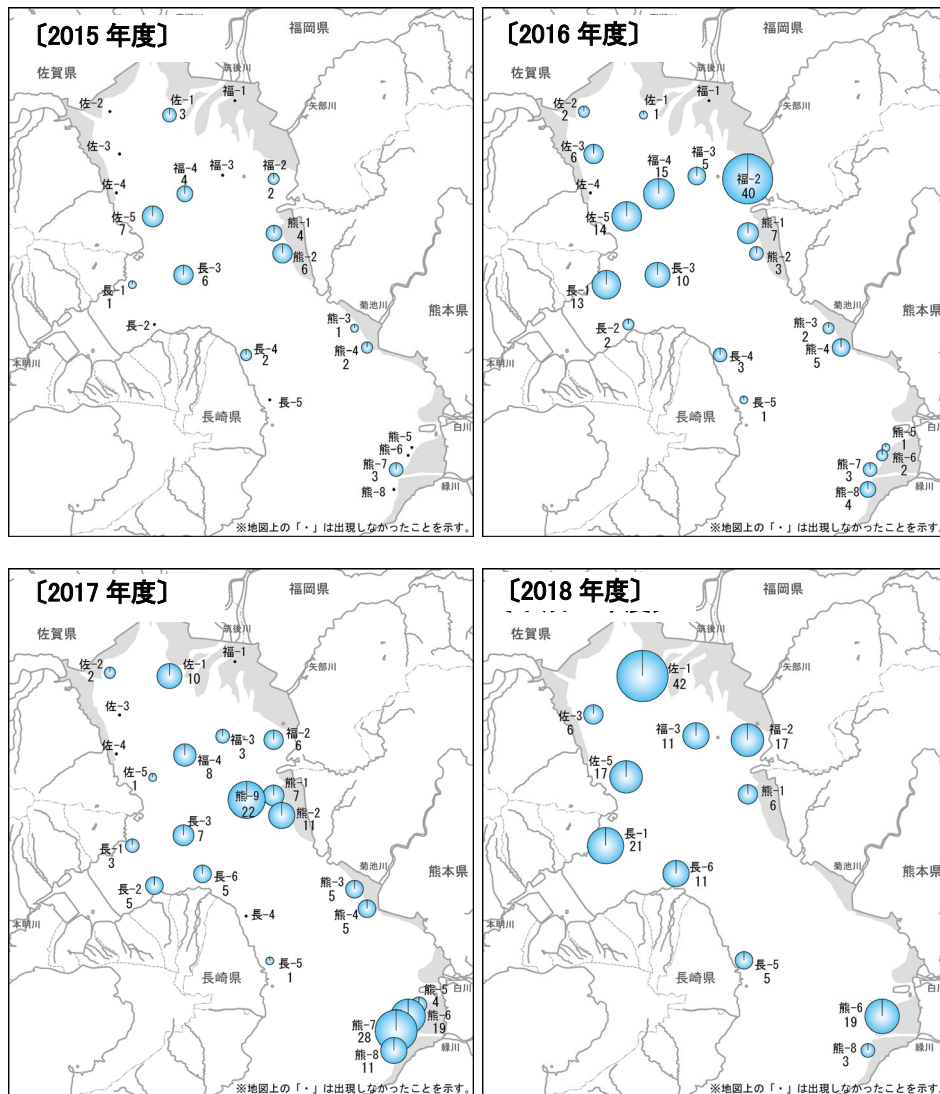 〔2015 年度〕
福岡県
佐賀県
筑後川
矢部川
佐-2
佐-1
3
福-1
佐-3
福-4
4
福-3
福-2
2
佐-4
佐-5
7
熊-1
4
熊-2
6
長-3
6
長-1
1
菊池川
熊本県
長-2
熊-3
1
熊-4
2
長-4
2
本明川
長-5
長崎県
白川
熊-5
熊-6
熊-7
3
熊-8
緑川
※地図上の「・」は出現しなかったことを示す。
〔2016 年度〕
福岡県
佐賀県
筑後川
矢部川
佐-2
2
佐-1
1
福-1
佐-3
6
福-4
15
福-3
5
福-2
40
佐-4
佐-5
14
熊-1
7
熊-2
3
長-3
10
長-1
13
菊池川
熊本県
長-2
2
熊-3
2
熊-4
5
長-4
3
本明川
長-5
1
長崎県
白川
熊-5
1
熊-6
2
熊-7
3
熊-8
4
緑川
※地図上の「・」は出現しなかったことを示す。
〔2017 年度〕
福岡県
佐賀県
筑後川
矢部川
佐-2
2
佐-1
10
福-1
佐-3
福-3
3
福-2
6
佐-4
福-4
8
佐-5
1
熊-9
22
熊-1
7
熊-2
11
長-3
7
長-1
3
菊池川
熊本県
長-2
5
長-6
5
熊-3
5
熊-4
5
長-4
本明川
長-5
1
長崎県
白川
熊-5
4
熊-6
19
熊-7
28
熊-8
11
緑川
※地図上の「・」は出現しなかったことを示す。
〔2018 年度〕
福岡県
佐賀県
筑後川
矢部川
佐-1
42
佐-3
6
福-3
11
福-2
17
佐-5
17
熊-1
6
長-1
21
長-6
11
菊池川
熊本県
本明川
長-5
5
長崎県
白川
熊-6
19
熊-8
3
緑川
※地図上の「・」は出現しなかったことを示す。